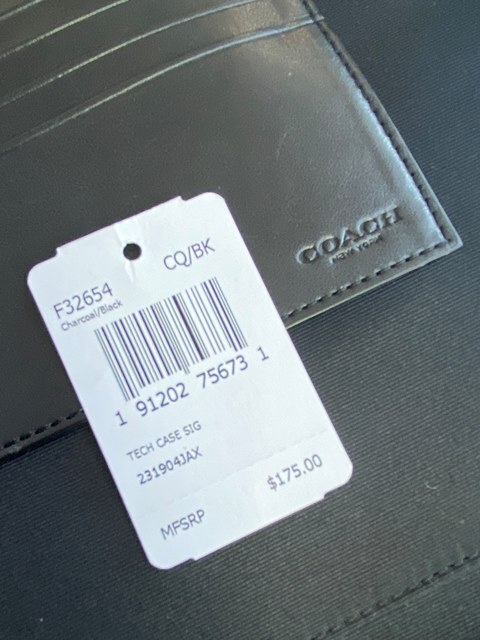 COACH
NEW YORK
CQ/BK
F32654
Charcoal/Black
1 91202 75673 1
TECH CASE SIG
231904JAX
$175.00
MFSRP